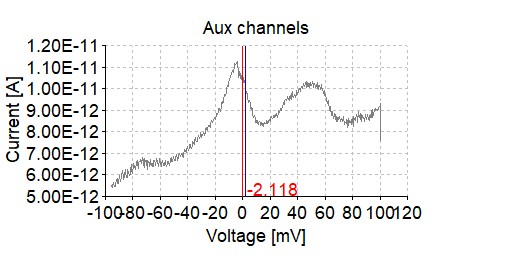 Aux channels
1.20E-11
1.10E-11
1.00E-11
9.00E-12
8.00E-12
7.00E-12
6.00E-12
5.00E-12
Current [A]
-2.118
-100 -80 -60 -40 -20 0 20 40 60 80 100 120
Voltage [mV]